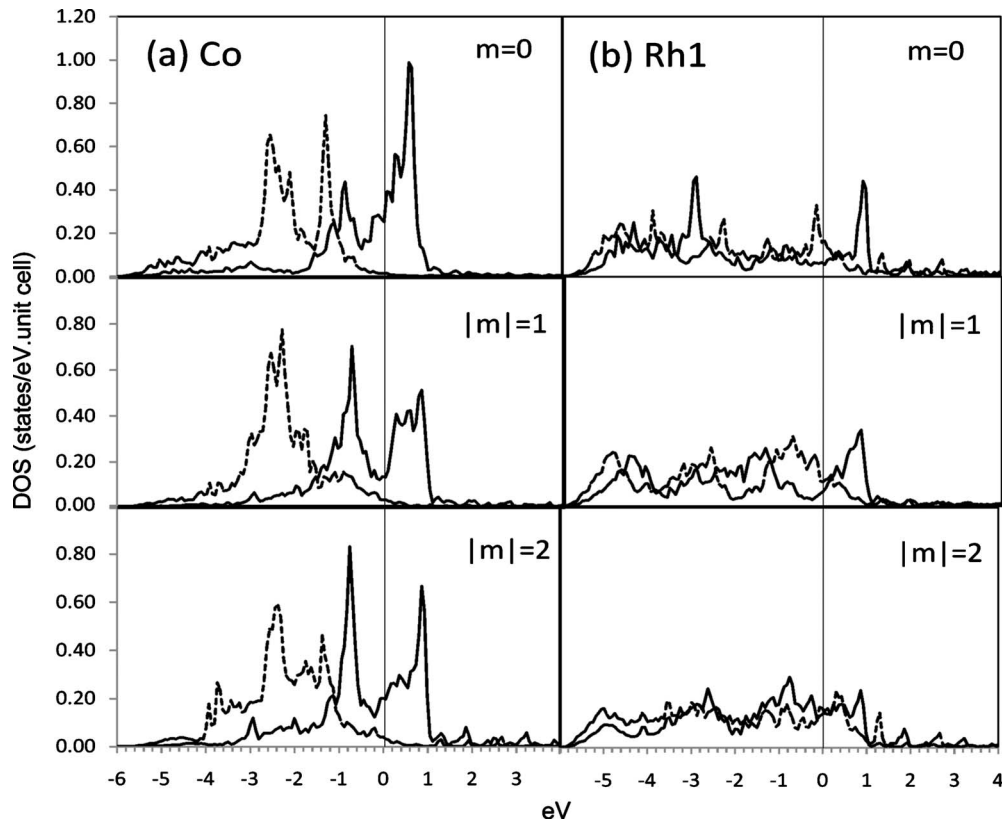 1.20
(a) Co
m=0
(b) Rh1
m=0
1.00
0.80
0.60
0.40
0.20
0.00
|m|=1
|m|=1
0.80
0.60
0.40
0.20
0.00
|m|=2
|m|=2
0.80
0.60
0.40
0.20
0.00
DOS (states/eV.unit cell)
-6 -5 -4 -3 -2 -1 0 1 2 3 -5 -4 -3 -2 -1 0 1 2 3 4
eV